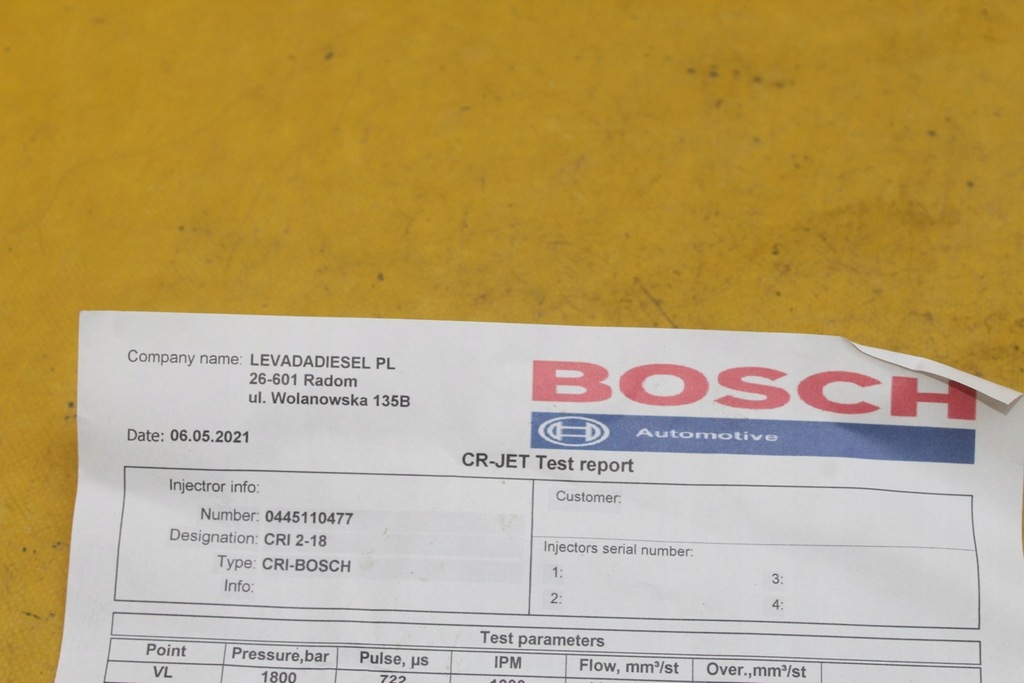 Company name: LEVADADIESEL PL
26-601 Radom
ul. Wolanowska 135B
BOSCH
Automotive
Date: 06.05.2021
CR-JET Test report
Injectror info:
Number: 0445110477
Designation: CRI 2-18
Type: CRI-BOSCH
Info:
Customer:
Injectors serial number:
1: 3:
2: 4:
Test parameters
Point Pressure,bar Pulse, µs IPM Flow, mm³/st Over.,mm³/st
VL 1800 722